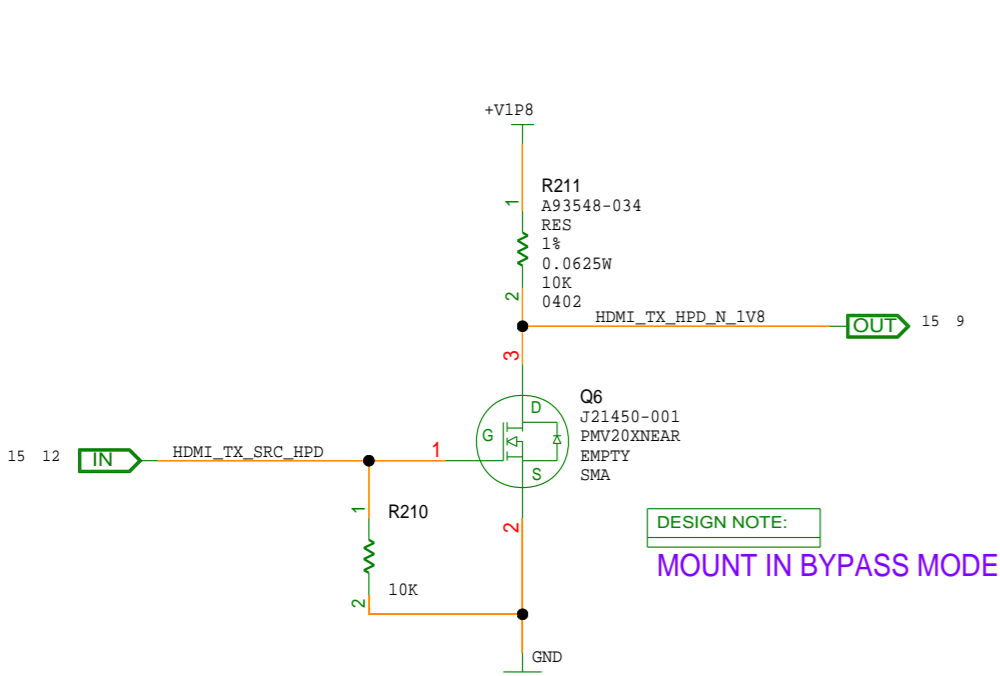 +V1P8
R211
1
A93548-034
RES
1%
0.0625W
10K
2
0402
HDMI_TX_HPD_N_1V8
OUT
15 9
3
Q6
D
J21450-001
G
PMV20XNEAR
EMPTY
S
SMA
15 12
IN
HDMI_TX_SRC_HPD
1
1
R210
2
DESIGN NOTE:
MOUNT IN BYPASS MODE
10K
2
GND